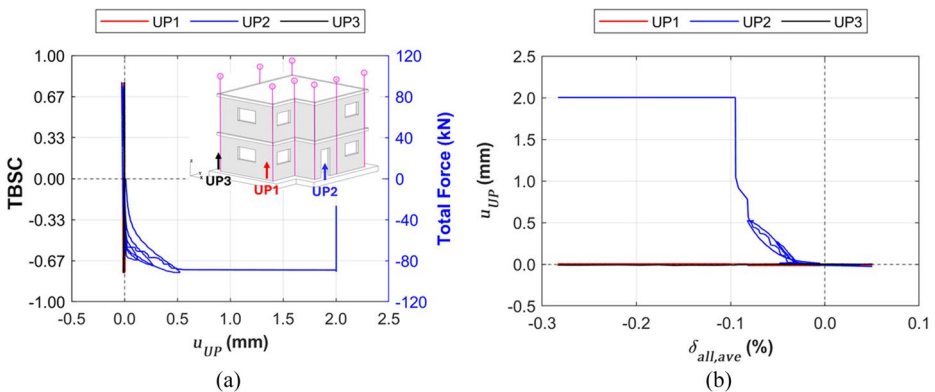 UP1 UP2 UP3
UP1 UP2 UP3
1.00
0.67
0.33
0.00
-0.33
-0.67
-1.00
TBSC
120
80
40
0
-40
-80
-120
Total Force (kN)
UP3
UP1
UP2
-0.5 0.0 0.5 1.0 1.5 2.0 2.5
u_UP (mm)
(a)
2.5
2.0
1.5
1.0
0.5
0.0
-0.5
u_UP (mm)
-0.3 -0.2 -0.1 0.0 0.1
δ_all,ave (%)
(b)